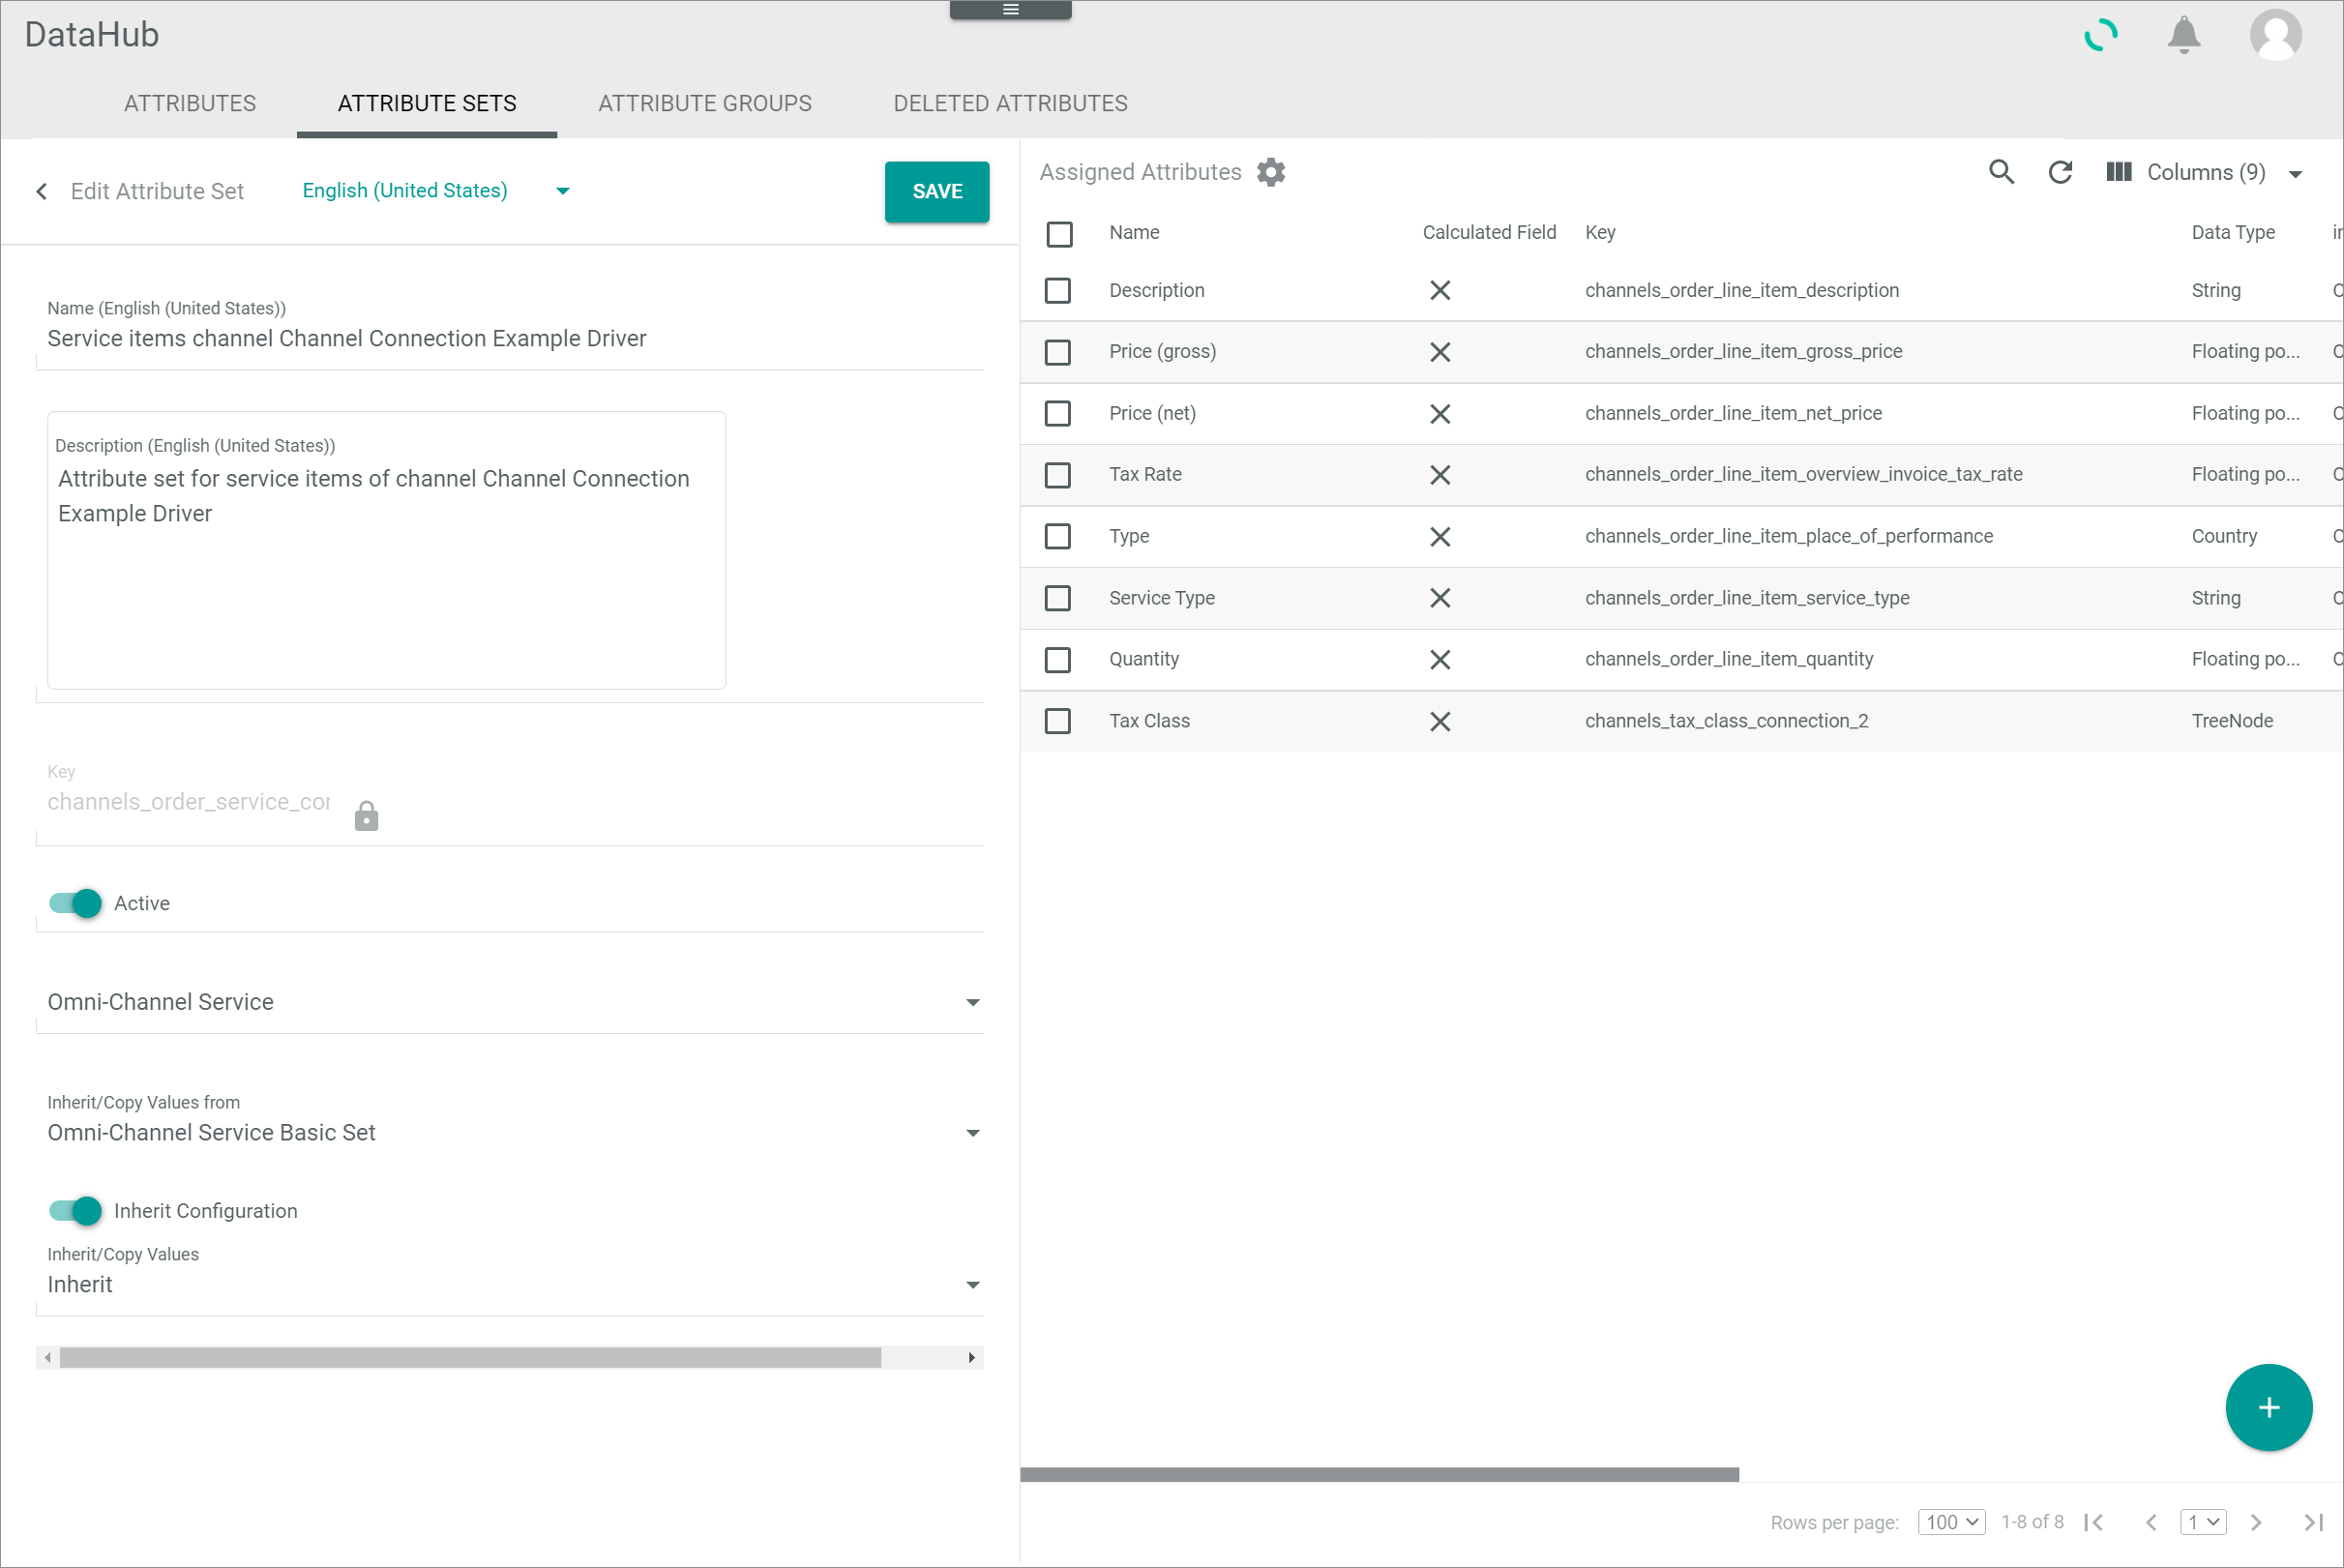 DataHub
ATTRIBUTES ATTRIBUTE SETS ATTRIBUTE GROUPS DELETED ATTRIBUTES
Edit Attribute Set English (United States) SAVE
Name (English (United States))
Service items channel Channel Connection Example Driver
Description (English (United States))
Attribute set for service items of channel Channel Connection
Example Driver
Key
channels_order_service_cor
Active
Omni-Channel Service
Inherit/Copy Values from
Omni-Channel Service Basic Set
Inherit Configuration
Inherit/Copy Values
Inherit
Assigned Attributes Columns (9)
Name Calculated Field Key Data Type
Description channels_order_line_item_description String
Price (gross) channels_order_line_item_gross_price Floating po...
Price (net) channels_order_line_item_net_price Floating po...
Tax Rate channels_order_line_item_overview_invoice_tax_rate Floating po...
Type channels_order_line_item_place_of_performance Country
Service Type channels_order_line_item_service_type String
Quantity channels_order_line_item_quantity Floating po...
Tax Class channels_tax_class_connection_2 TreeNode
Rows per page: 100 1-8 of 8 1